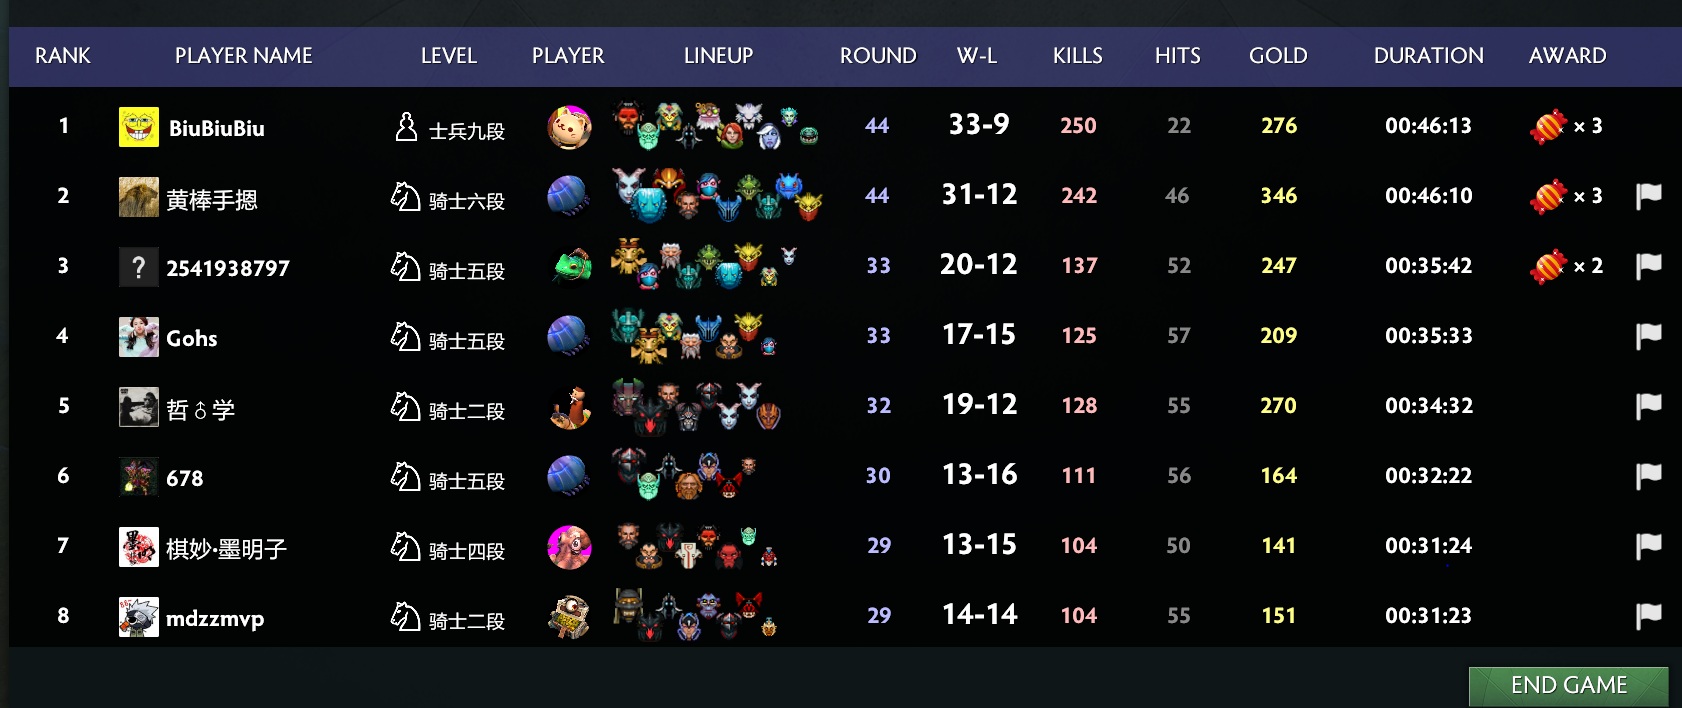 RANK PLAYER NAME LEVEL PLAYER LINEUP ROUND W-L KILLS HITS GOLD DURATION AWARD
1 BiuBiuBiu 士兵九段 44 33-9 250 22 276 00:46:13 × 3
2 黄棒手摁 骑士六段 44 31-12 242 46 346 00:46:10 × 3
3 ? 2541938797 骑士五段 33 20-12 137 52 247 00:35:42 × 2
4 Gohs 骑士五段 33 17-15 125 57 209 00:35:33
5 哲♂学 骑士二段 32 19-12 128 55 270 00:34:32
6 678 骑士五段 30 13-16 111 56 164 00:32:22
7 棋妙•墨明子 骑士四段 29 13-15 104 50 141 00:31:24
8 mdzzmvp 骑士二段 29 14-14 104 55 151 00:31:23
END GAME